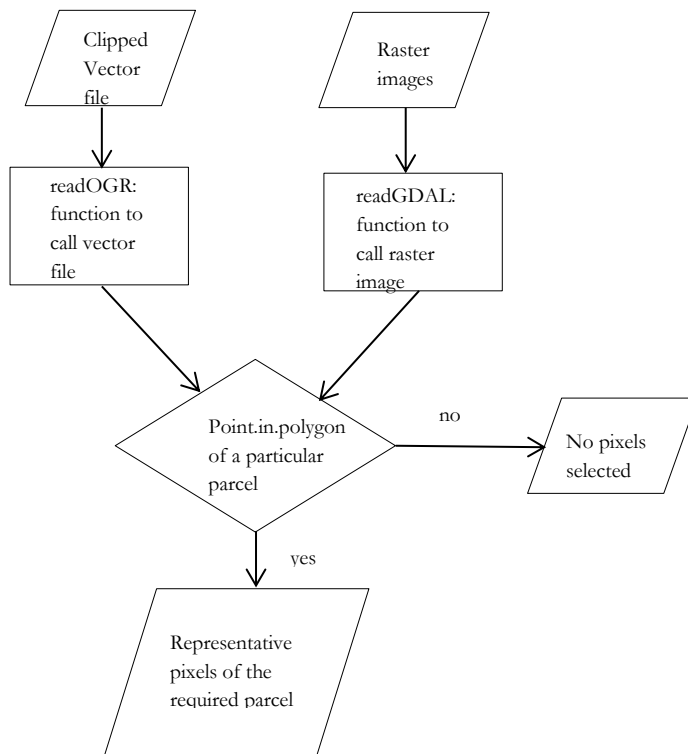 Clipped
Vector
file
Raster
images
readOGR:
function to
call vector
file
readGDAL:
function to
call raster
image
Point.in.polygon
of a particular
parcel
no
No pixels
selected
yes
Representative
pixels of the
required parcel